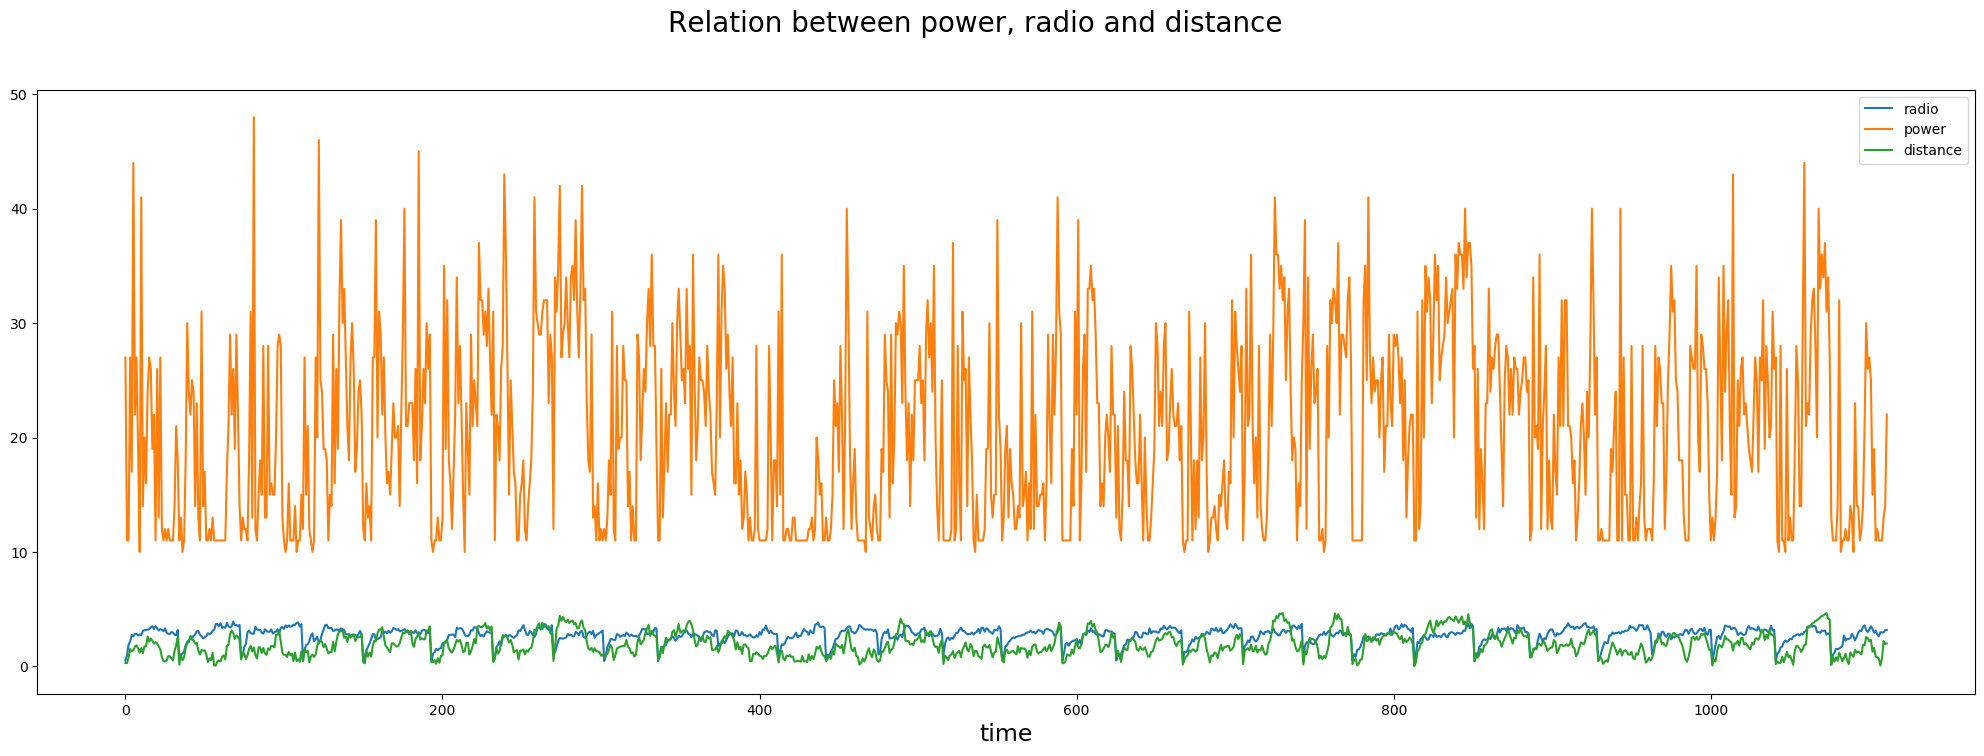 Relation between power, radio and distance
50
40
30
20
10
0
radio
power
distance
0 200 400 600 800 1000
time